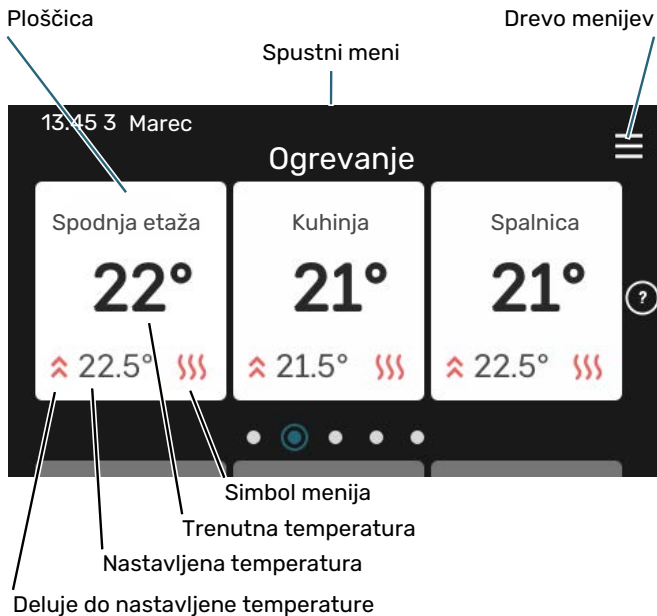 Ploščica
Drevo menijev
Spustni meni
13.45 3 Marec
Ogrevanje
Spodnja etaža
22°
22.5°
Kuhinja
21°
21.5°
Spalnica
21°
22.5°
?
Simbol menija
Trenutna temperatura
Nastavljena temperatura
Deluje do nastavljene temperature